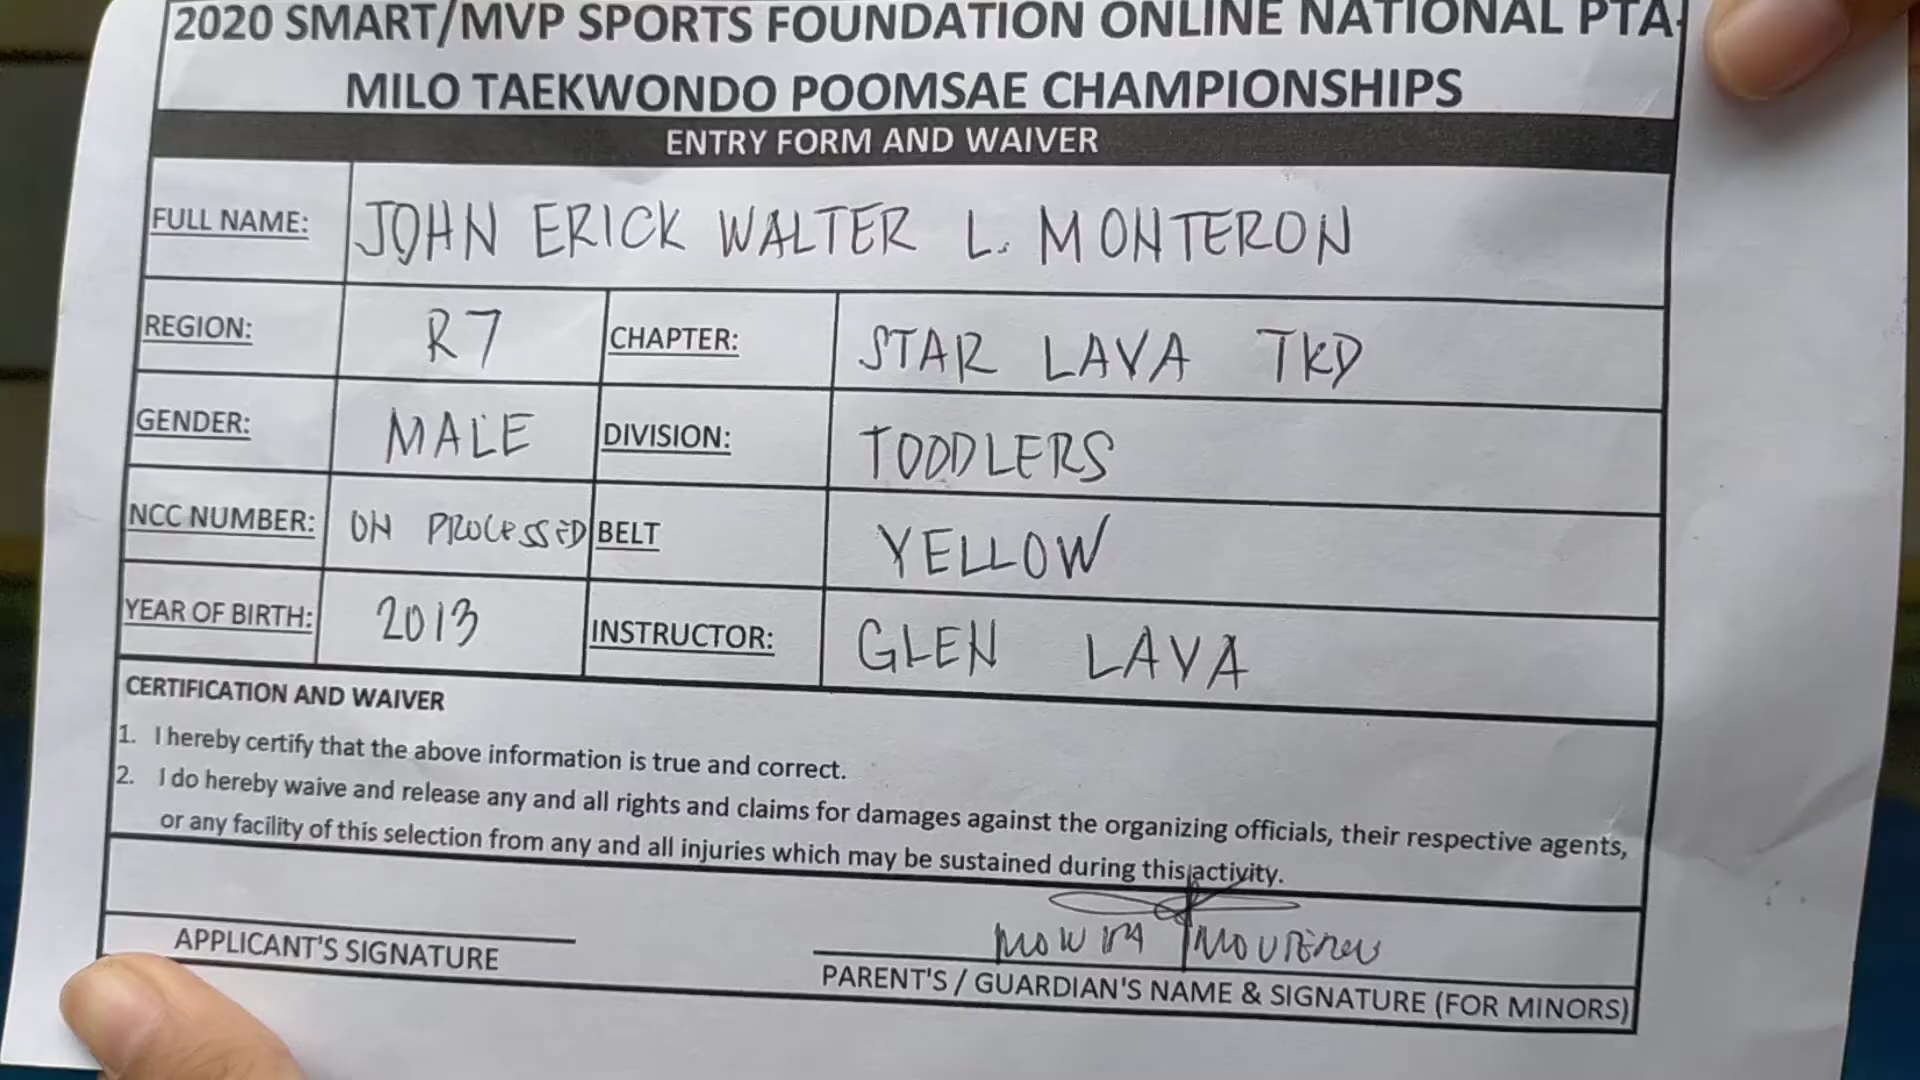 2020 SMART/MVP SPORTS FOUNDATION ONLINE NATIONAL PTA-
MILO TAEKWONDO POOMSAE CHAMPIONSHIPS
ENTRY FORM AND WAIVER
FULL NAME: JOHN ERICK WALTER L. MONTERON
REGION: R7 CHAPTER: STAR LAVA TKD
GENDER: MALE DIVISION: TODDLERS
NCC NUMBER: ON PROCESSED BELT YELLOW
YEAR OF BIRTH: 2013 INSTRUCTOR: GLEN LAVA
CERTIFICATION AND WAIVER
1. I hereby certify that the above information is true and correct.
2. I do hereby waive and release any and all rights and claims for damages against the organizing officials, their respective agents,
or any facility of this selection from any and all injuries which may be sustained during this activity.
APPLICANT'S SIGNATURE
PARENT'S / GUARDIAN'S NAME & SIGNATURE (FOR MINORS)